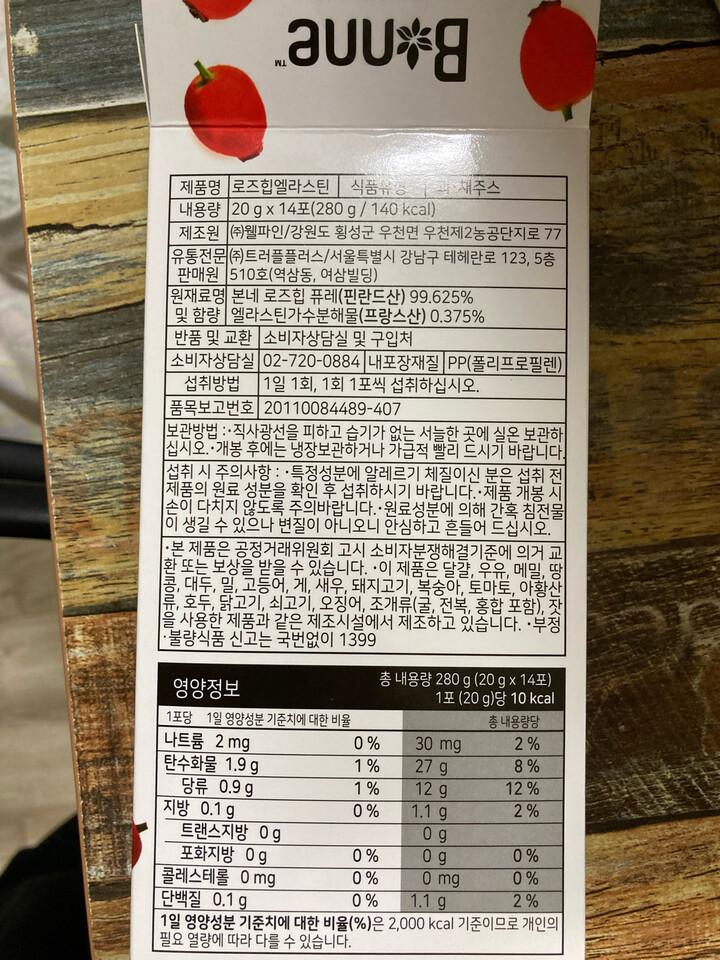 Bonne™
제품명 로즈힙엘라스틴 식품유형 과·채주스
내용량 20 g x 14포(280 g / 140 kcal)
제조원 ㈜웰파인/강원도 횡성군 우천면 우천제2농공단지로 77
유통전문 ㈜트러플플러스/서울특별시 강남구 테헤란로 123, 5층
판매원 510호(역삼동, 여삼빌딩)
원재료명 본네 로즈힙 퓨레(핀란드산) 99.625%
및 함량 엘라스틴가수분해물(프랑스산) 0.375%
반품 및 교환 소비자상담실 및 구입처
소비자상담실 02-720-0884 내포장재질 PP(폴리프로필렌)
섭취방법 1일 1회, 1회 1포씩 섭취하십시오.
품목보고번호 20110084489-407
보관방법 :·직사광선을 피하고 습기가 없는 서늘한 곳에 실온 보관하
십시오.·개봉 후에는 냉장보관하거나 가급적 빨리 드시기 바랍니다.
섭취 시 주의사항 : ·특정성분에 알레르기 체질이신 분은 섭취 전
제품의 원료 성분을 확인 후 섭취하시기 바랍니다.·제품 개봉 시
손이 다치지 않도록 주의바랍니다.·원료성분에 의해 간혹 침전물
이 생길 수 있으나 변질이 아니오니 안심하고 흔들어 드십시오.
·본 제품은 공정거래위원회 고시 소비자분쟁해결기준에 의거 교
환 또는 보상을 받을 수 있습니다. ·이 제품은 달걀, 우유, 메밀, 땅
콩, 대두, 밀, 고등어, 게, 새우, 돼지고기, 복숭아, 토마토, 아황산
류, 호두, 닭고기, 쇠고기, 오징어, 조개류(굴, 전복, 홍합 포함), 잣
을 사용한 제품과 같은 제조시설에서 제조하고 있습니다. ·부정
·불량식품 신고는 국번없이 1399
영양정보 총 내용량 280 g (20 g x 14포)
1포 (20 g)당 10 kcal
1포당 1일 영양성분 기준치에 대한 비율 총 내용량당
나트륨 2 mg 0 % 30 mg 2 %
탄수화물 1.9 g 1 % 27 g 8 %
당류 0.9 g 1 % 12 g 12 %
지방 0.1 g 0 % 1.1 g 2 %
트랜스지방 0 g 0 g
포화지방 0 g 0 % 0 g 0 %
콜레스테롤 0 mg 0 % 0 mg 0 %
단백질 0.1 g 0 % 1.1 g 2 %
1일 영양성분 기준치에 대한 비율(%)은 2,000 kcal 기준이므로 개인의
필요 열량에 따라 다를 수 있습니다.